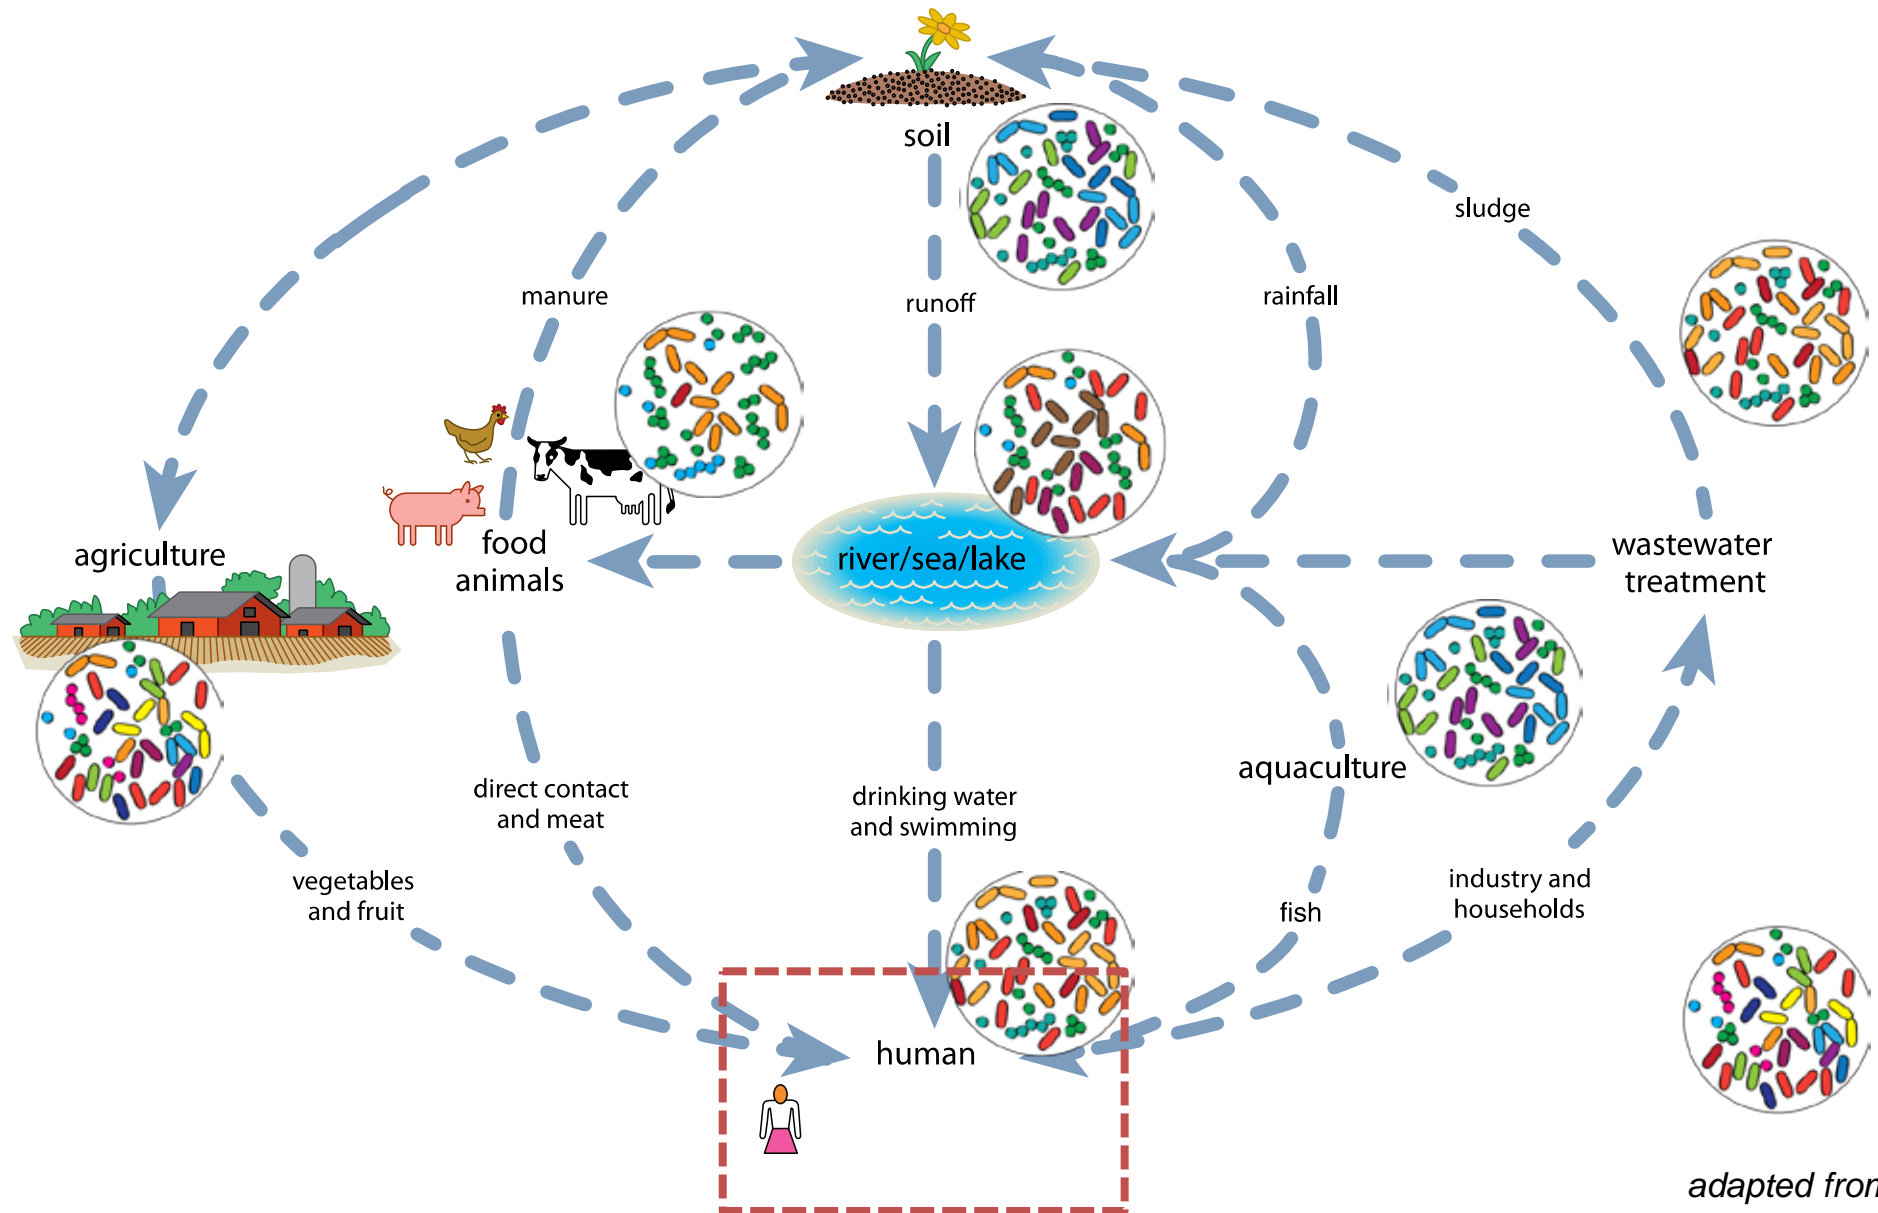 soil
sludge
manure
runoff
rainfall
agriculture
food
animals
river/sea/lake
wastewater
treatment
aquaculture
direct contact
and meat
drinking water
and swimming
vegetables
and fruit
industry and
households
fish
human
adapted from